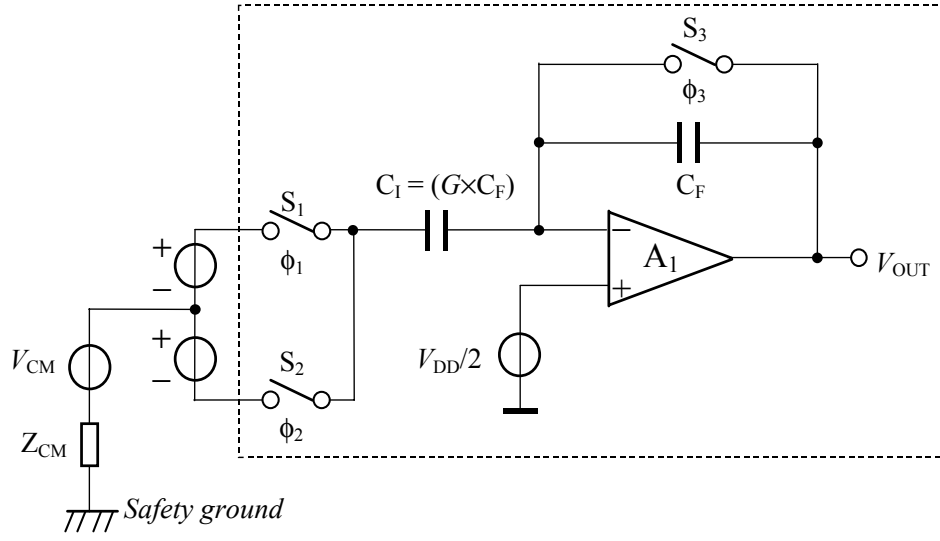 S3
ϕ3
CI = (G×CF)
CF
S1
ϕ1
+
−
−
A1
+
VOUT
+
−
VCM
S2
ϕ2
VDD/2
ZCM
Safety ground